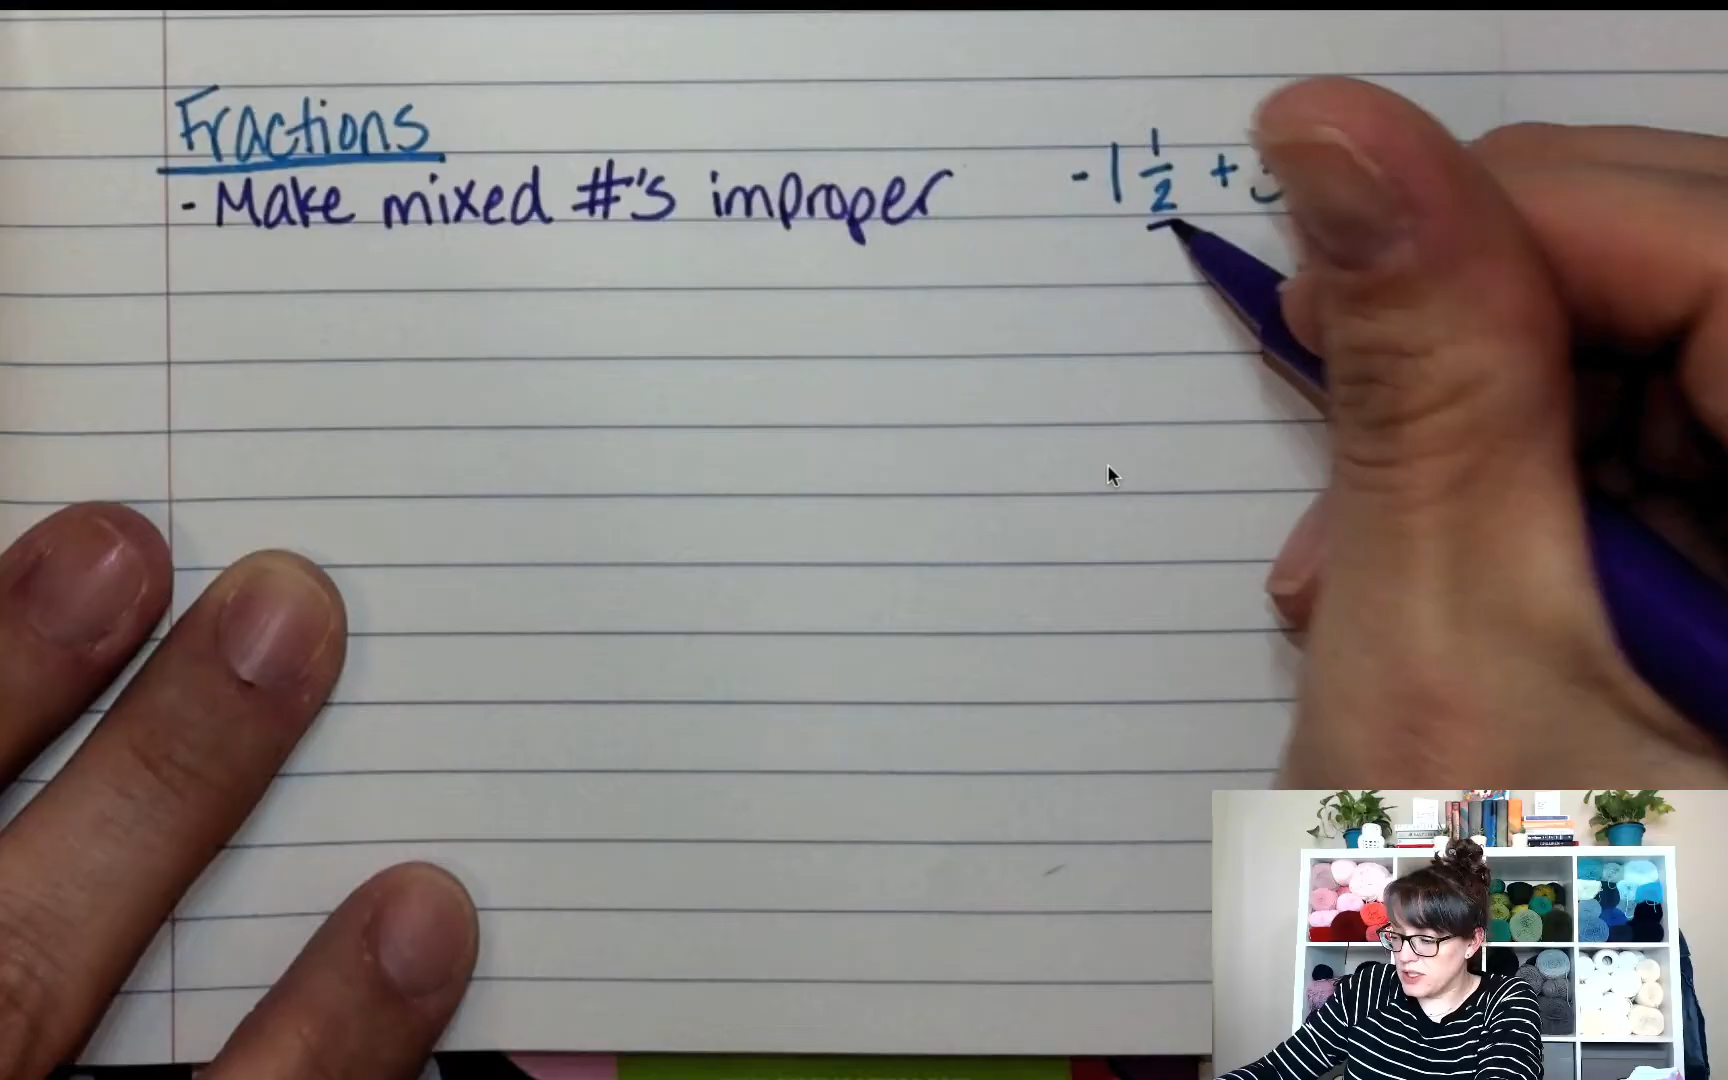 Fractions
- Make mixed #'s improper
- 1 1/2 +